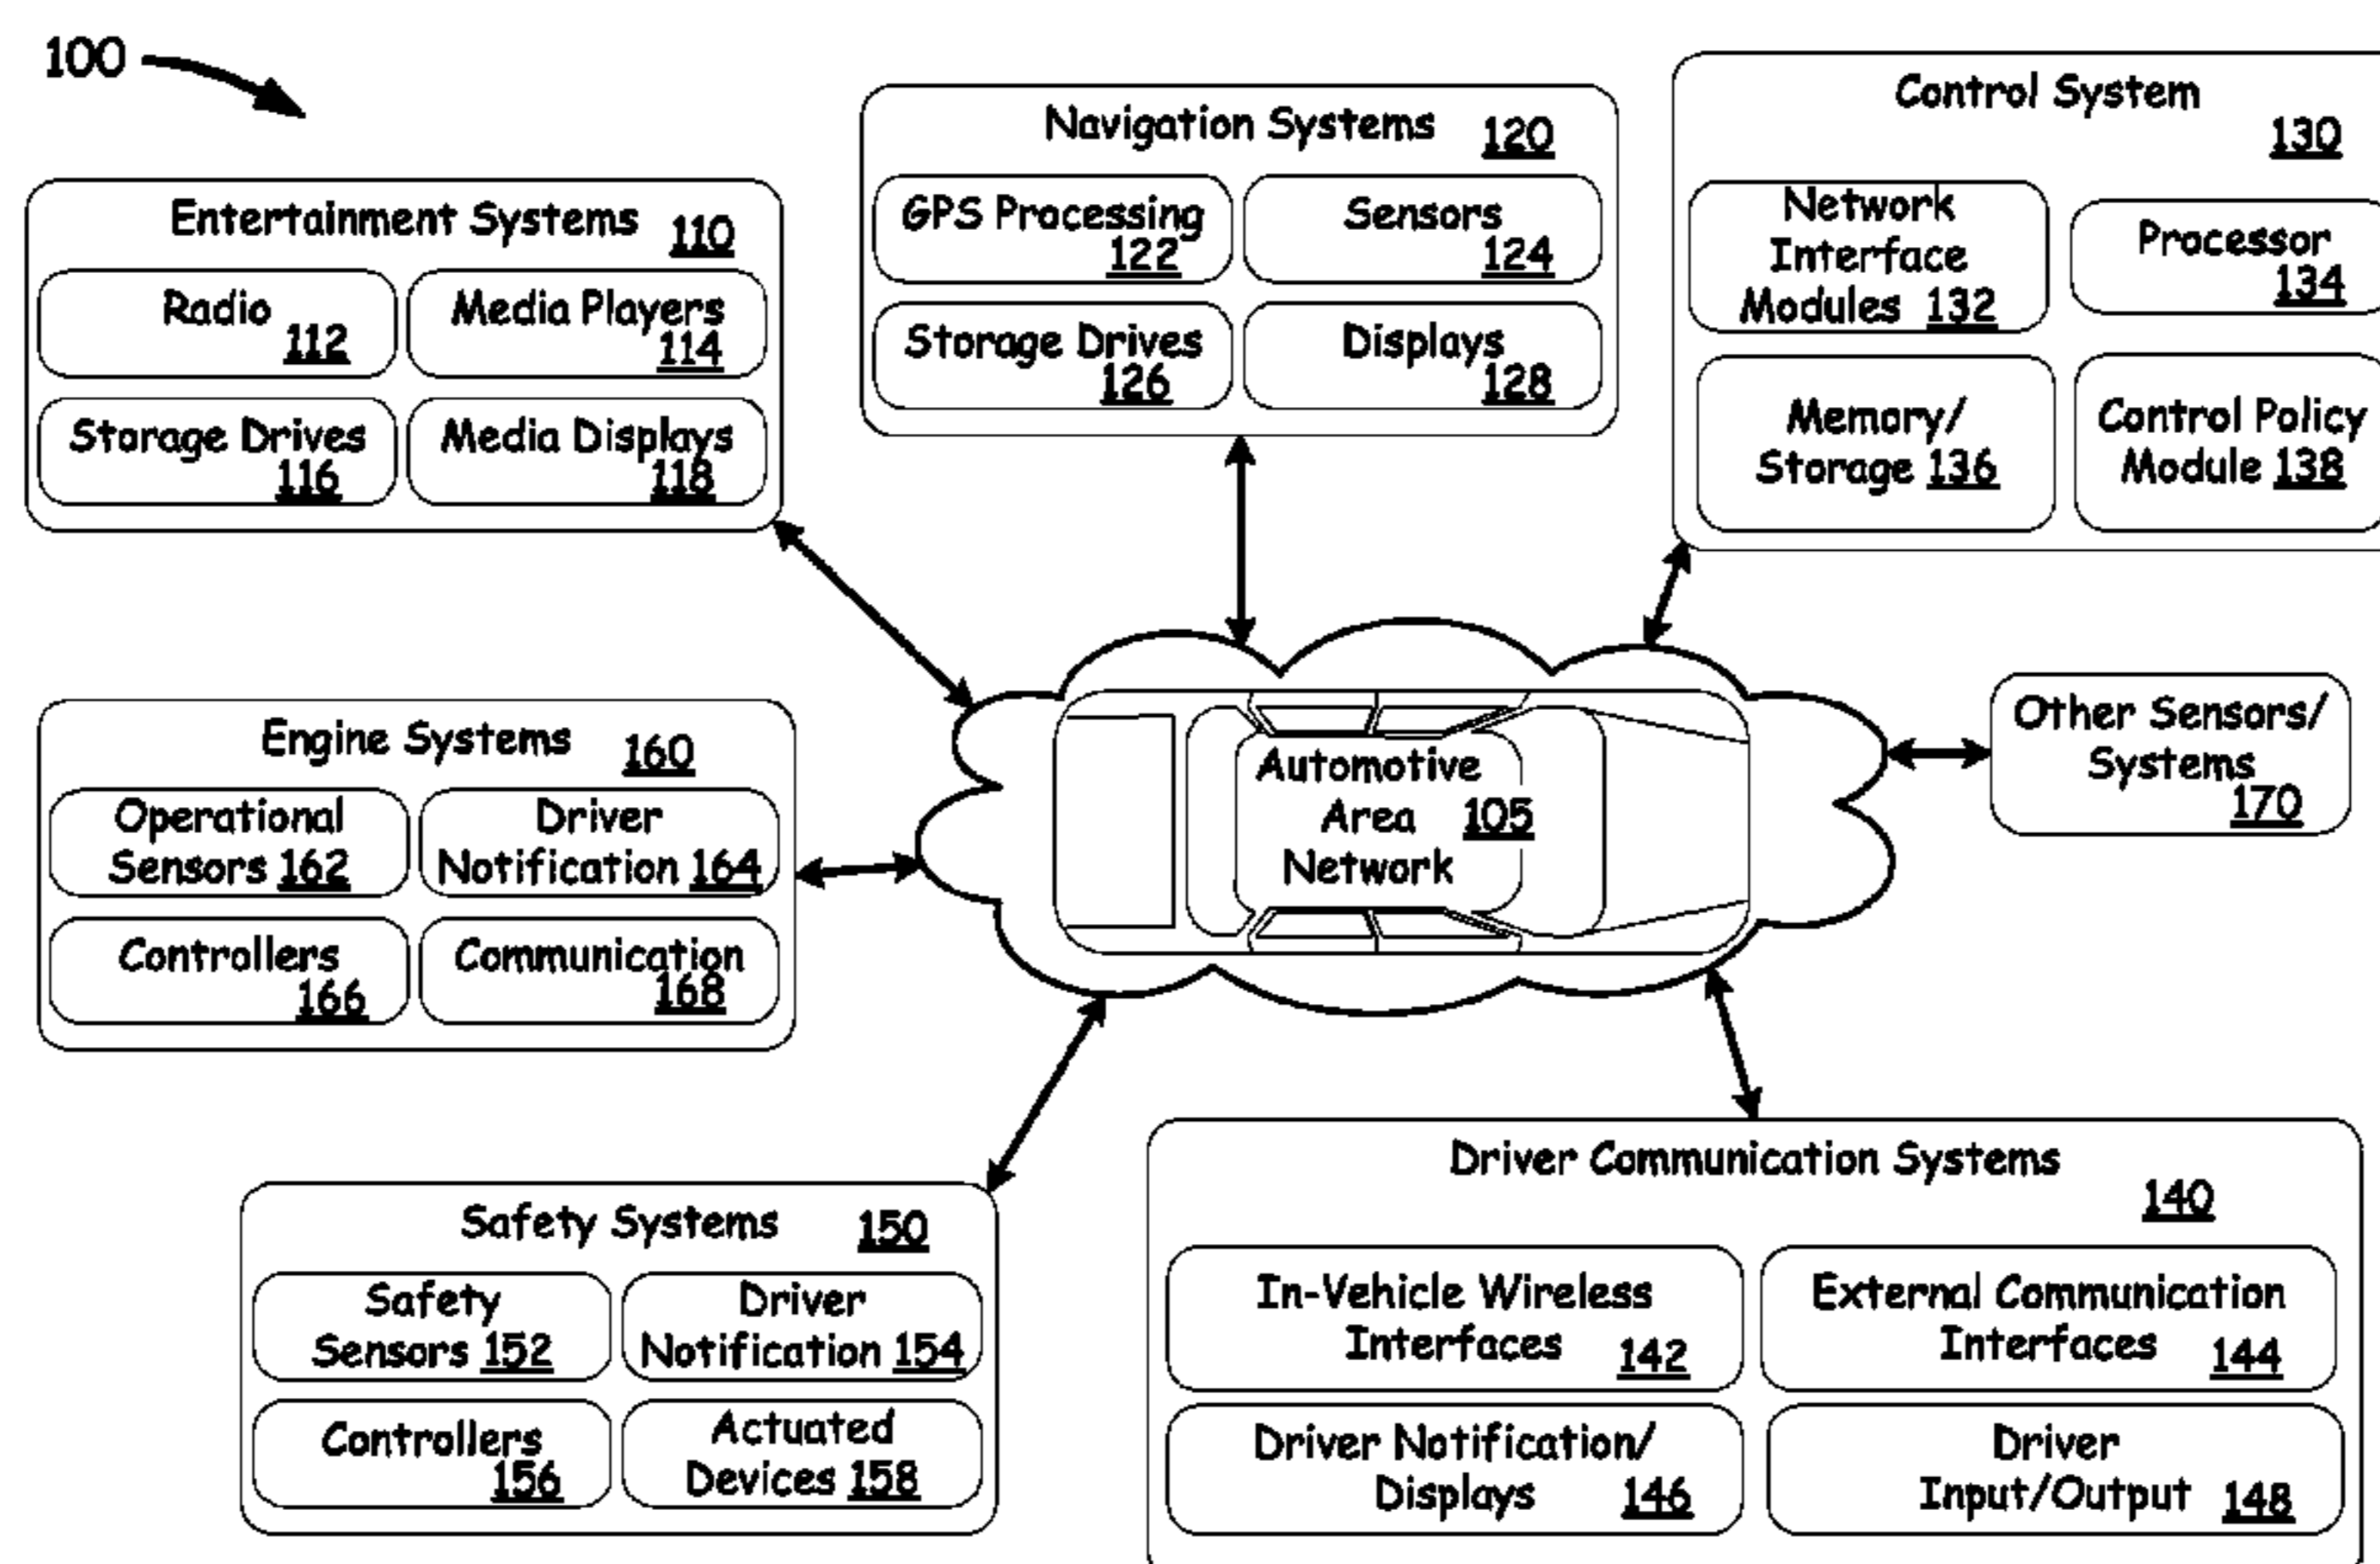 100
Entertainment Systems 110
Radio 112
Media Players 114
Storage Drives 116
Media Displays 118
Navigation Systems 120
GPS Processing 122
Sensors 124
Storage Drives 126
Displays 128
Control System 130
Network
Interface
Modules 132
Processor 134
Memory/
Storage 136
Control Policy
Module 138
Engine Systems 160
Operational
Sensors 162
Driver
Notification 164
Controllers 166
Communication 168
Automotive
Area 105
Network
Other Sensors/
Systems
170
Safety Systems 150
Safety
Sensors 152
Driver
Notification 154
Controllers 156
Actuated
Devices 158
Driver Communication Systems
140
In-Vehicle Wireless
Interfaces 142
External Communication
Interfaces 144
Driver Notification/
Displays 146
Driver
Input/Output 148